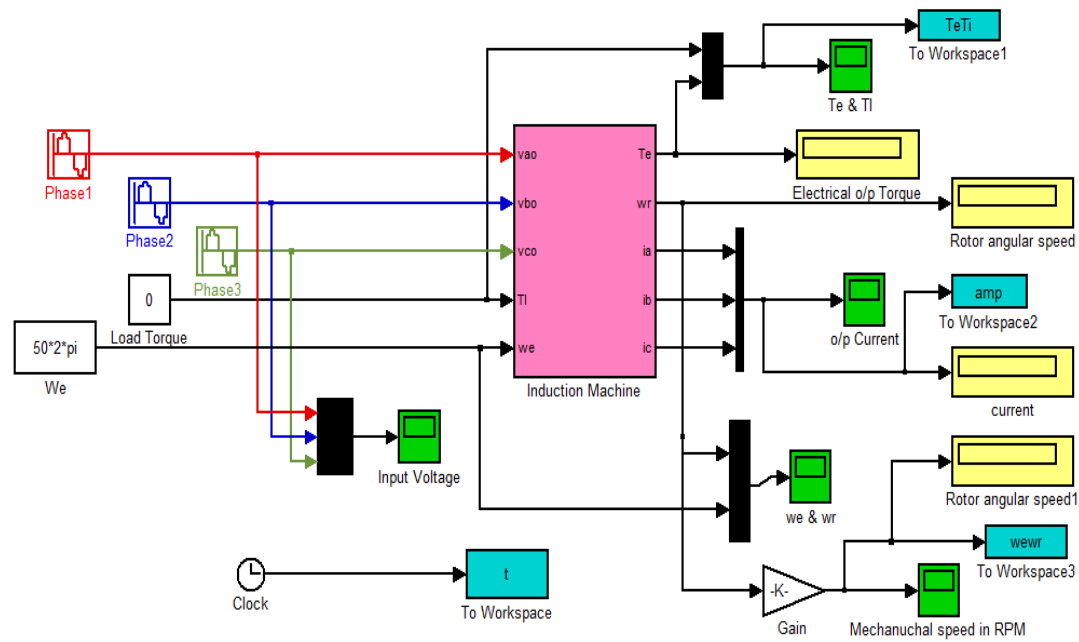 TeTi
To Workspace1
Te & Tl
Phase1
vao
Te
Electrical o/p Torque
Phase2
vbo
wr
Rotor angular speed
Phase3
vco
ia
0
Load Torque
Tl
ib
o/p Current
amp
To Workspace2
50*2*pi
We
we
ic
Induction Machine
current
Input Voltage
we & wr
Rotor angular speed1
wewr
To Workspace3
Clock
t
To Workspace
-K-
Gain
Mechanuchal speed in RPM